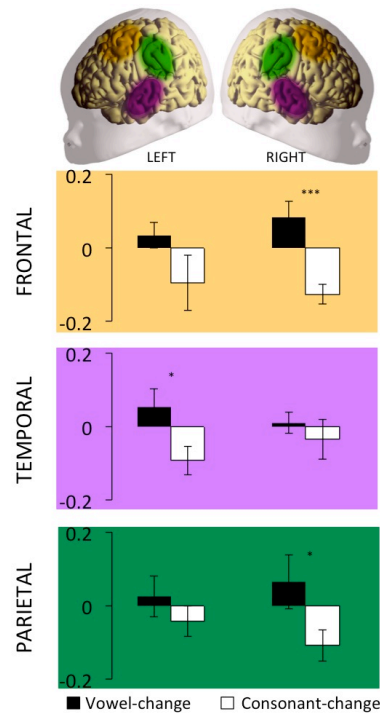 LEFT RIGHT
FRONTAL
0.2
0
-0.2
***
TEMPORAL
0.2
0
-0.2
*
PARIETAL
0.2
0
-0.2
*
Vowel-change Consonant-change